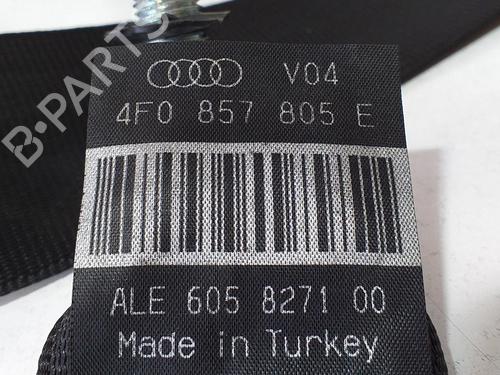 V04
4F0 857 805 E
ALE 605 8271 00
Made in Turkey
B-PARTS